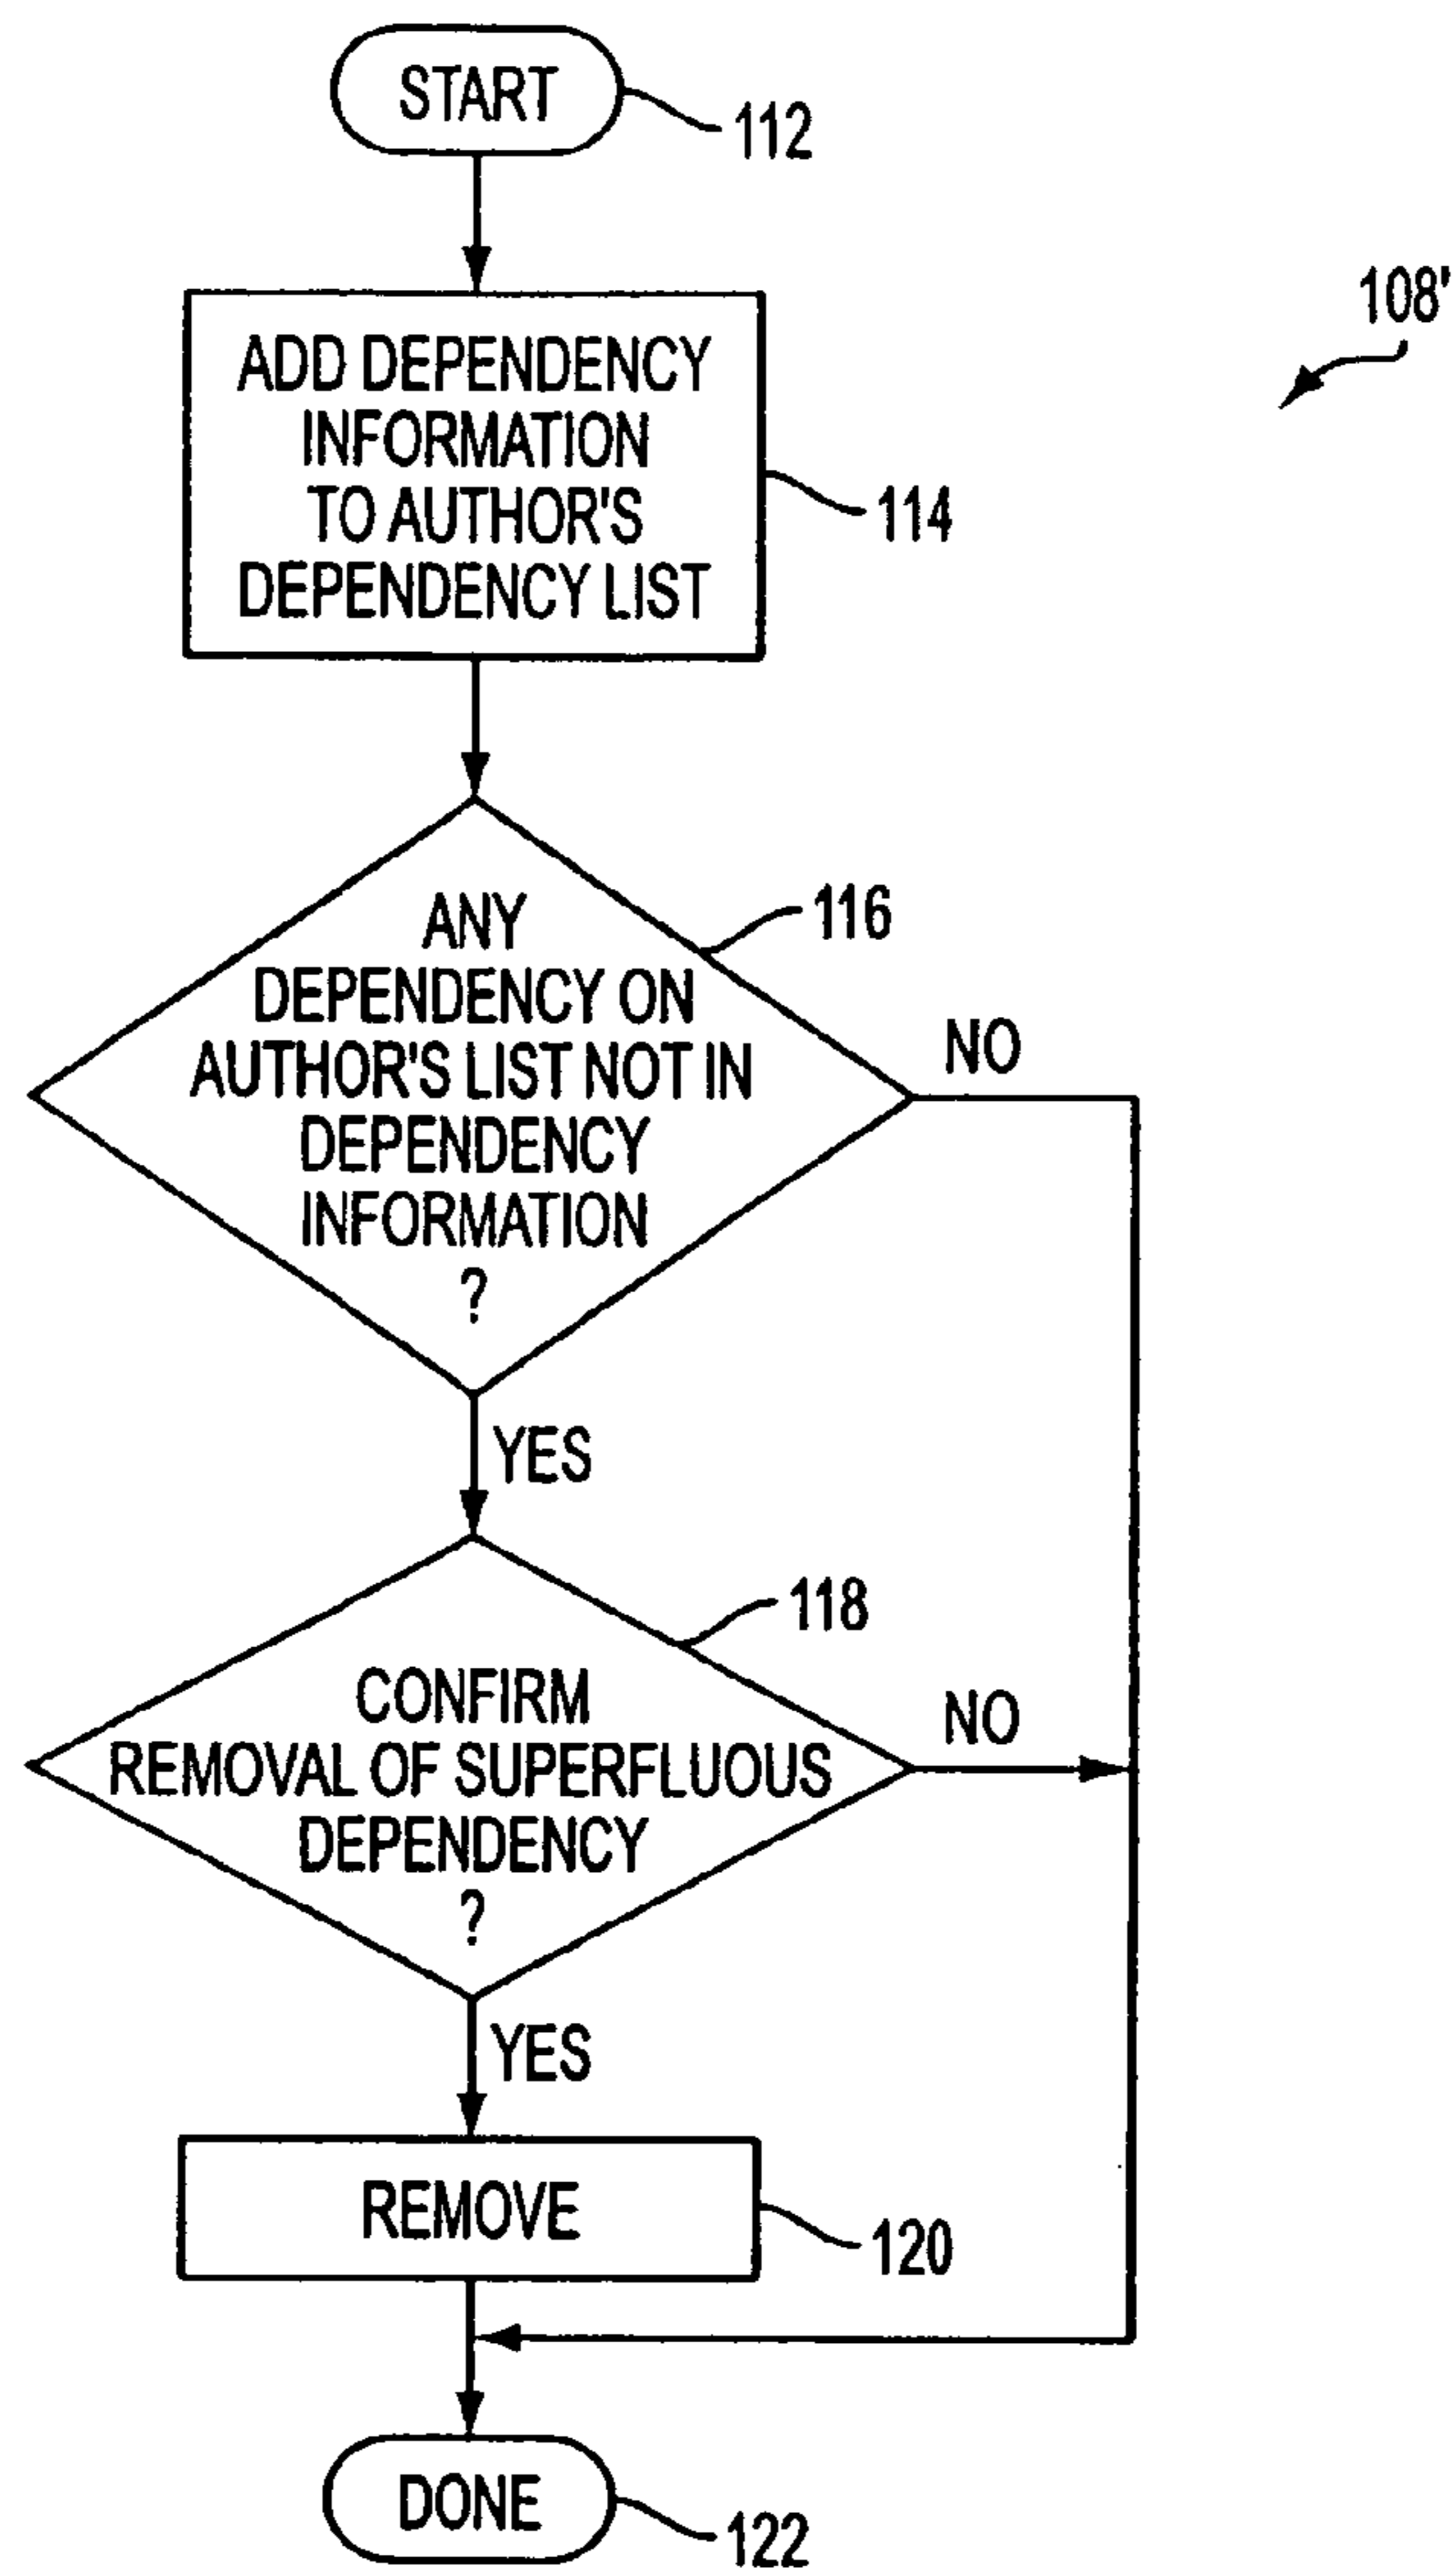 START
112
108'
ADD DEPENDENCY
INFORMATION
TO AUTHOR'S
DEPENDENCY LIST
114
ANY
DEPENDENCY ON
AUTHOR'S LIST NOT IN
DEPENDENCY
INFORMATION
?
116
NO
YES
118
CONFIRM
REMOVAL OF SUPERFLUOUS
DEPENDENCY
?
NO
YES
REMOVE
120
DONE
122